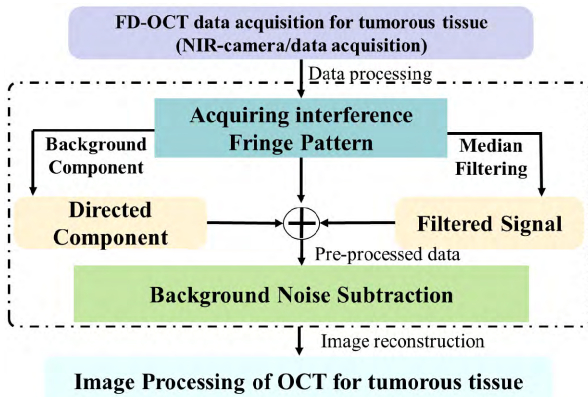 FD-OCT data acquisition for tumorous tissue
(NIR-camera/data acquisition)
Data processing
Acquiring interference
Fringe Pattern
Background
Component
Median
Filtering
Directed
Component
Filtered Signal
Pre-processed data
Background Noise Subtraction
Image reconstruction
Image Processing of OCT for tumorous tissue